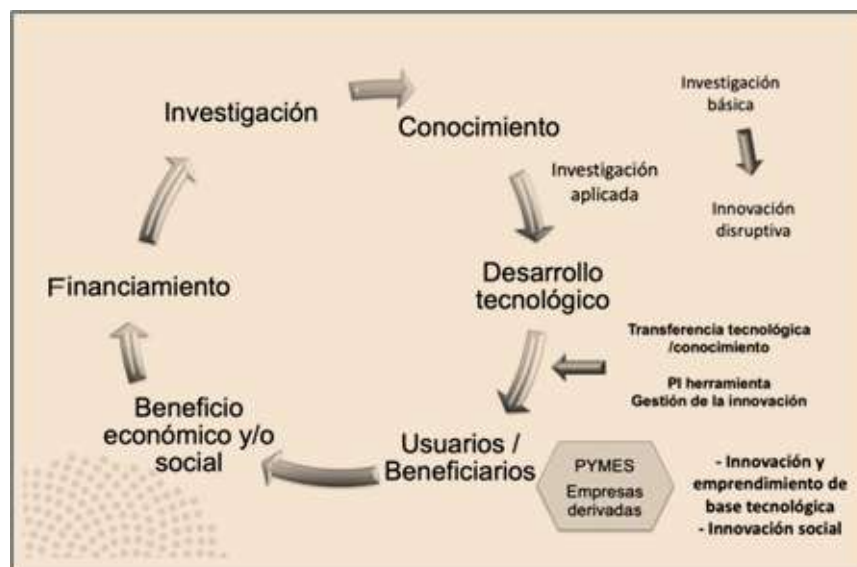 Investigación
Conocimiento
Investigación
básica
Investigación
aplicada
Innovación
disruptiva
Desarrollo
tecnológico
Financiamiento
Transferencia tecnológica
/conocimiento
PI herramienta
Gestión de la innovación
Beneficio
económico y/o
social
Usuarios /
Beneficiarios
PYMES
Empresas
derivadas
- Innovación y
emprendimiento de
base tecnológica
- Innovación social